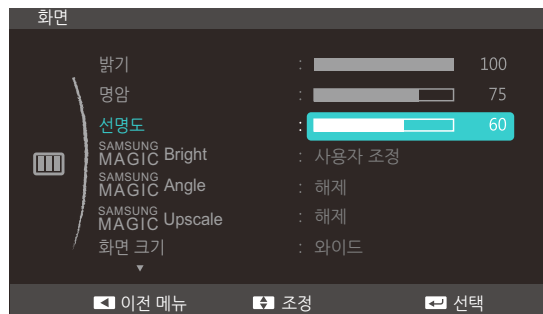 화면
밝기 : 100
명암 : 75
선명도 : 60
SAMSUNG MAGIC Bright : 사용자 조정
SAMSUNG MAGIC Angle : 해제
SAMSUNG MAGIC Upscale : 해제
화면 크기 : 와이드
이전 메뉴 조정 선택